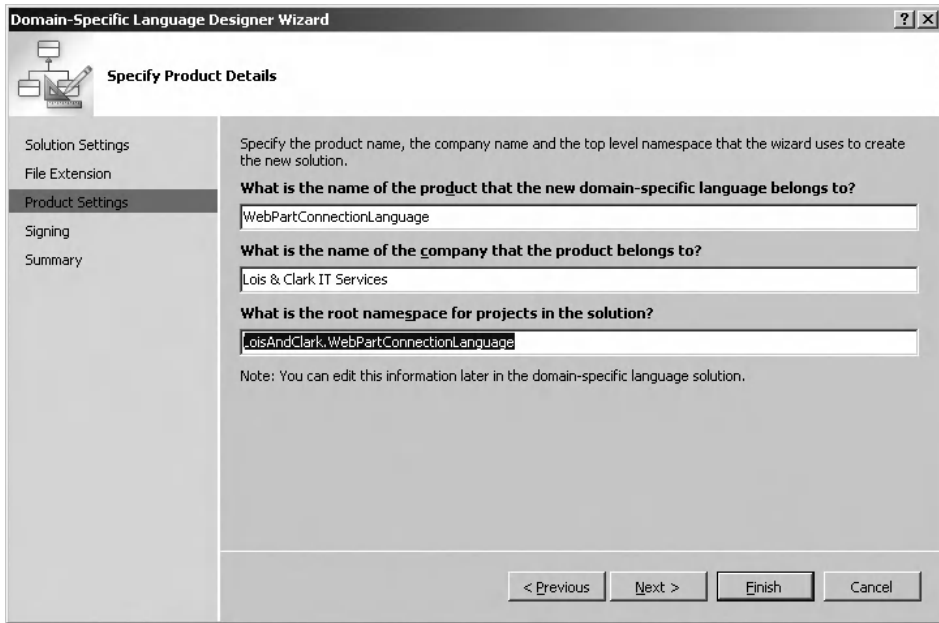 Domain-Specific Language Designer Wizard
Specify Product Details
Solution Settings
File Extension
Product Settings
Signing
Summary
Specify the product name, the company name and the top level namespace that the wizard uses to create
the new solution.
What is the name of the product that the new domain-specific language belongs to?
WebPartConnectionLanguage
What is the name of the company that the product belongs to?
Lois & Clark IT Services
What is the root namespace for projects in the solution?
LoisAndClark.WebPartConnectionLanguage
Note: You can edit this information later in the domain-specific language solution.
< Previous
Next >
Finish
Cancel